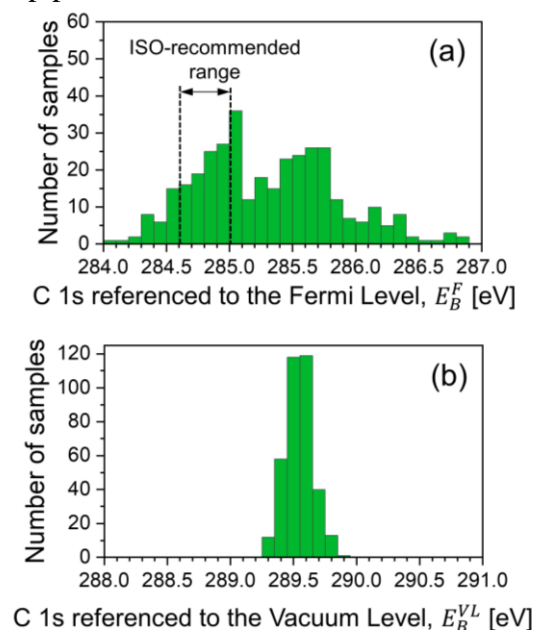 60
50
40
30
20
10
0
Number of samples
ISO-recommended
range
(a)
284.0 284.5 285.0 285.5 286.0 286.5 287.0
C 1s referenced to the Fermi Level, E_B^F [eV]
120
100
80
60
40
20
0
Number of samples
(b)
288.0 288.5 289.0 289.5 290.0 290.5 291.0
C 1s referenced to the Vacuum Level, E_B^{VL} [eV]